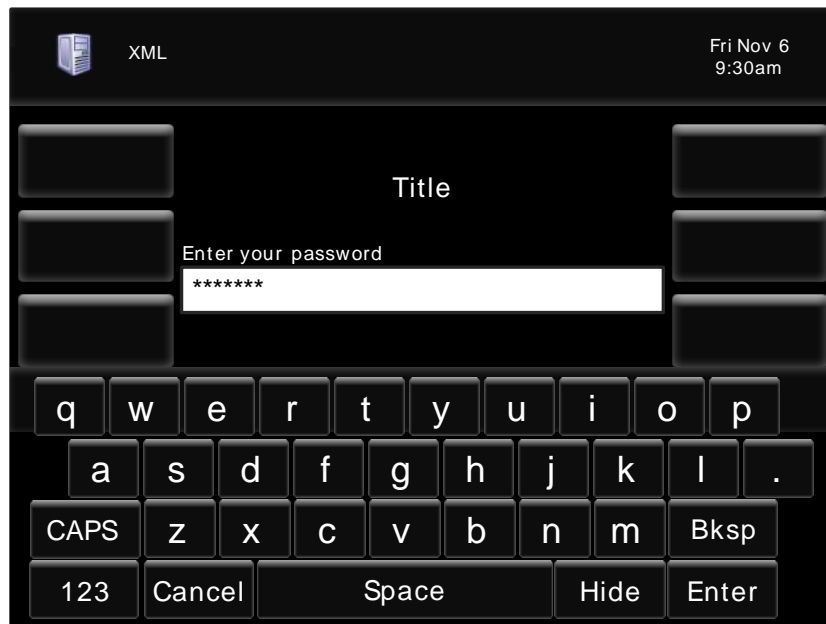 XML
Fri Nov 6
9:30am
Title
Enter your password
*******
q w e r t y u i o p
a s d f g h j k l .
CAPS z x c v b n m Bksp
123 Cancel Space Hide Enter